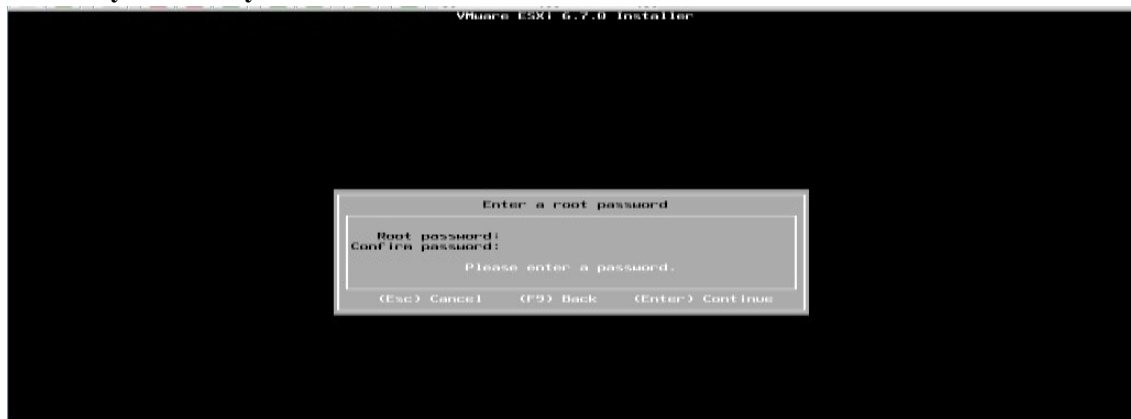 VMware ESXi 6.7.0 Installer
Enter a root password
Root password:
Confirm password:
Please enter a password.
(Esc) Cancel (F9) Back (Enter) Continue